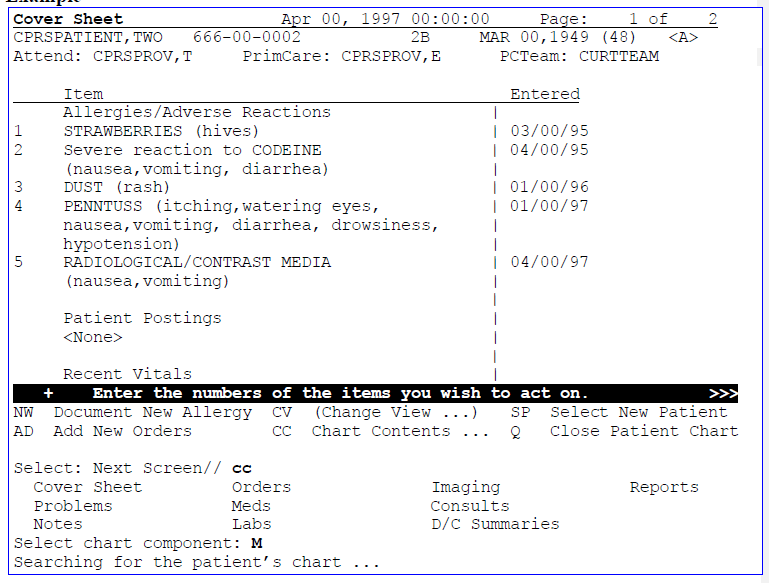 Example
Cover Sheet Apr 00, 1997 00:00:00 Page: 1 of 2
CPRSPATIENT,TWO 666-00-0002 2B MAR 00,1949 (48) <A>
Attend: CPRSPROV,T PrimCare: CPRSPROV,E PCTeam: CURTTEAM
Item Entered
Allergies/Adverse Reactions |
1 STRAWBERRIES (hives) | 03/00/95
2 Severe reaction to CODEINE | 04/00/95
(nausea,vomiting, diarrhea) |
3 DUST (rash) | 01/00/96
4 PENNTUSS (itching,watering eyes, | 01/00/97
nausea,vomiting, diarrhea, drowsiness, |
hypotension) |
5 RADIOLOGICAL/CONTRAST MEDIA | 04/00/97
(nausea,vomiting) |
|
Patient Postings |
<None> |
|
Recent Vitals |
+ Enter the numbers of the items you wish to act on. >>>
NW Document New Allergy CV (Change View ...) SP Select New Patient
AD Add New Orders CC Chart Contents ... Q Close Patient Chart
Select: Next Screen// cc
Cover Sheet Orders Imaging Reports
Problems Meds Consults
Notes Labs D/C Summaries
Select chart component: M
Searching for the patient’s chart ...